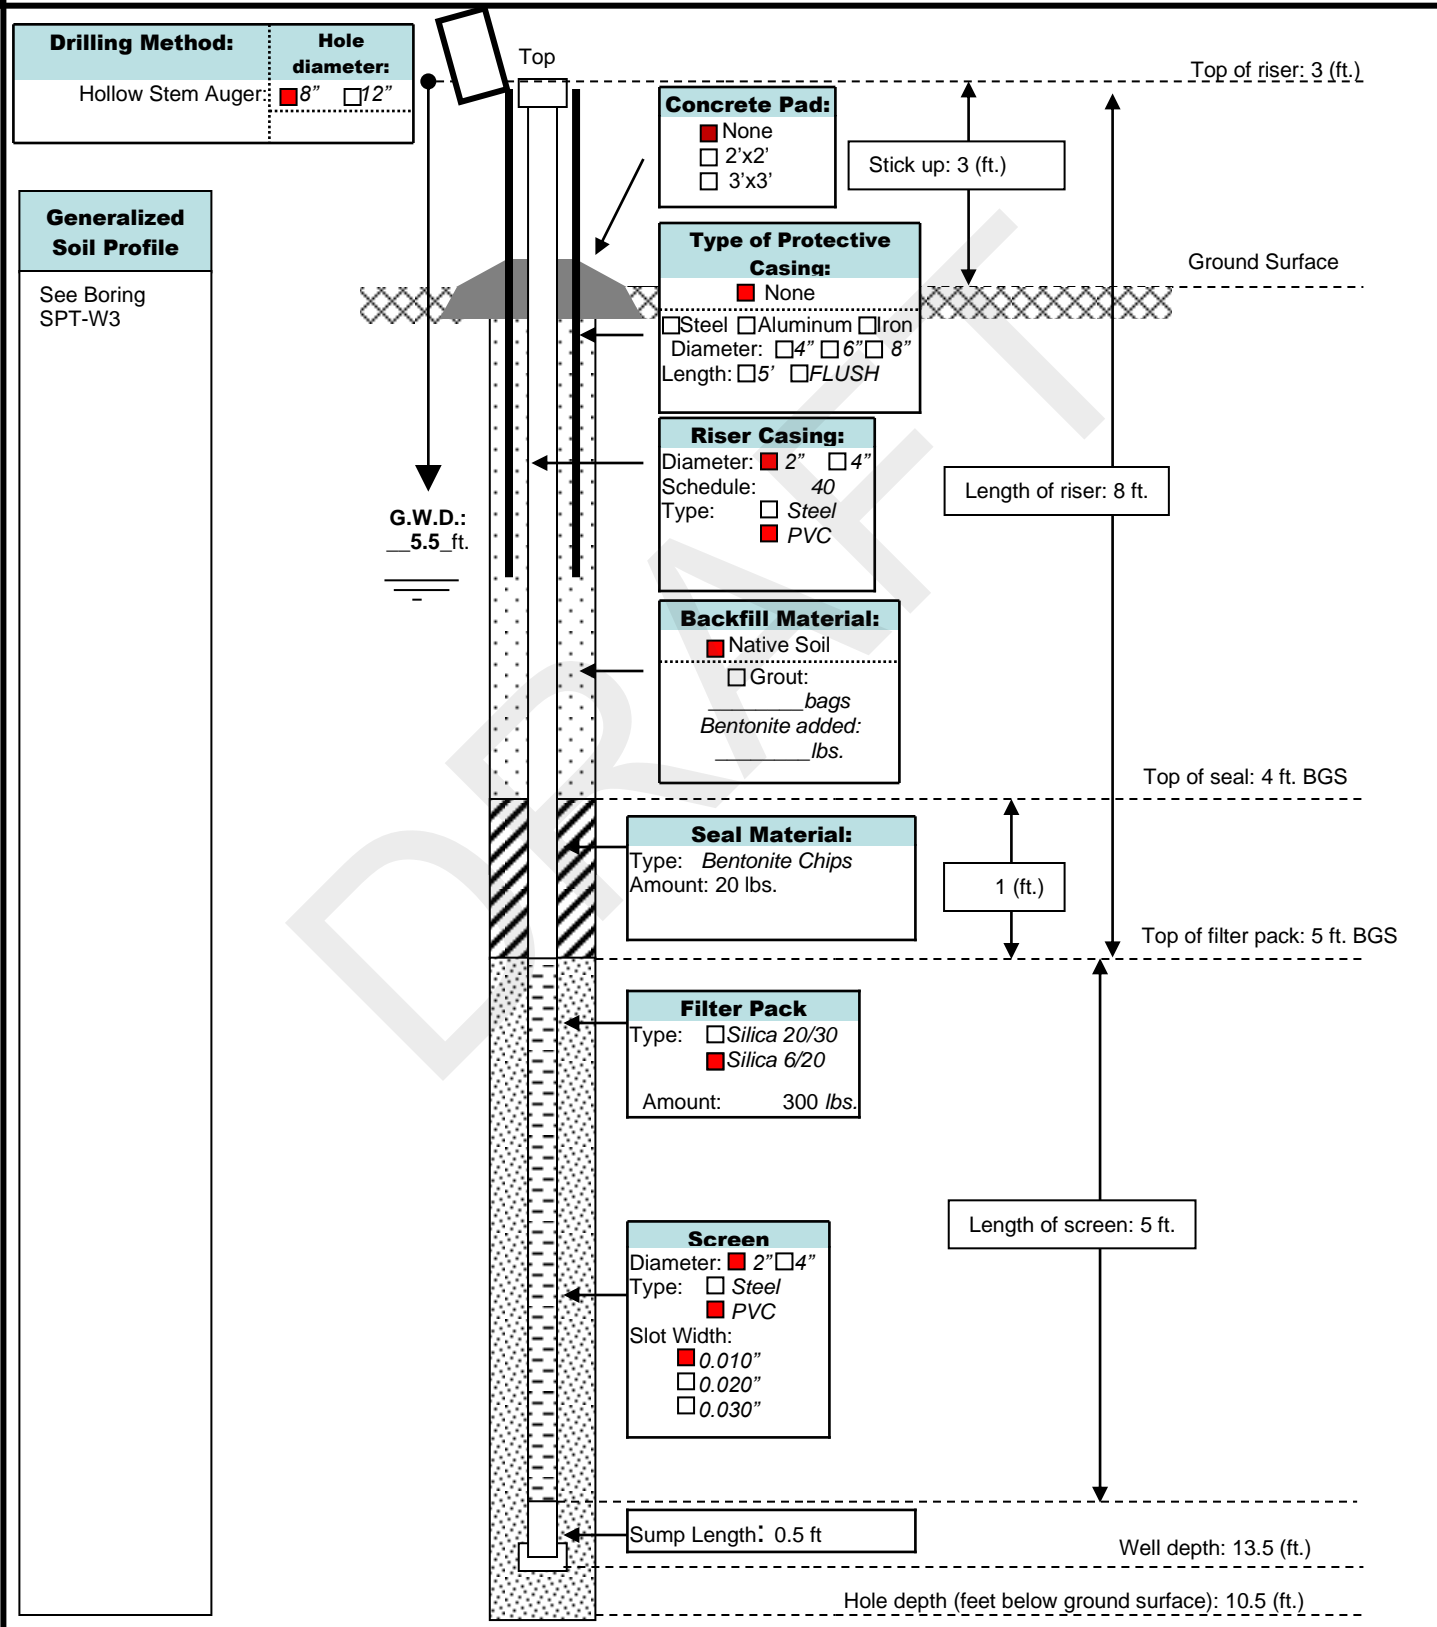 Drilling Method:
Hole
diameter:
Hollow Stem Auger: 8” 12”
Top
Top of riser: 3 (ft.)
Concrete Pad:
None
2’x2’
3’x3’
Stick up: 3 (ft.)
Generalized
Soil Profile
See Boring
SPT-W3
Type of Protective
Casing:
None
Steel Aluminum Iron
Diameter: 4” 6” 8”
Length: 5’ FLUSH
Ground Surface
Riser Casing:
Diameter: 2” 4”
Schedule: 40
Type: Steel
PVC
Length of riser: 8 ft.
G.W.D.:
__5.5_ft.
Backfill Material:
Native Soil
Grout:
________bags
Bentonite added:
________lbs.
Top of seal: 4 ft. BGS
Seal Material:
Type: Bentonite Chips
Amount: 20 lbs.
1 (ft.)
Top of filter pack: 5 ft. BGS
Filter Pack
Type: Silica 20/30
Silica 6/20
Amount: 300 lbs.
Length of screen: 5 ft.
Screen
Diameter: 2” 4”
Type: Steel
PVC
Slot Width:
0.010”
0.020”
0.030”
Sump Length: 0.5 ft
Well depth: 13.5 (ft.)
Hole depth (feet below ground surface): 10.5 (ft.)
DRAFT